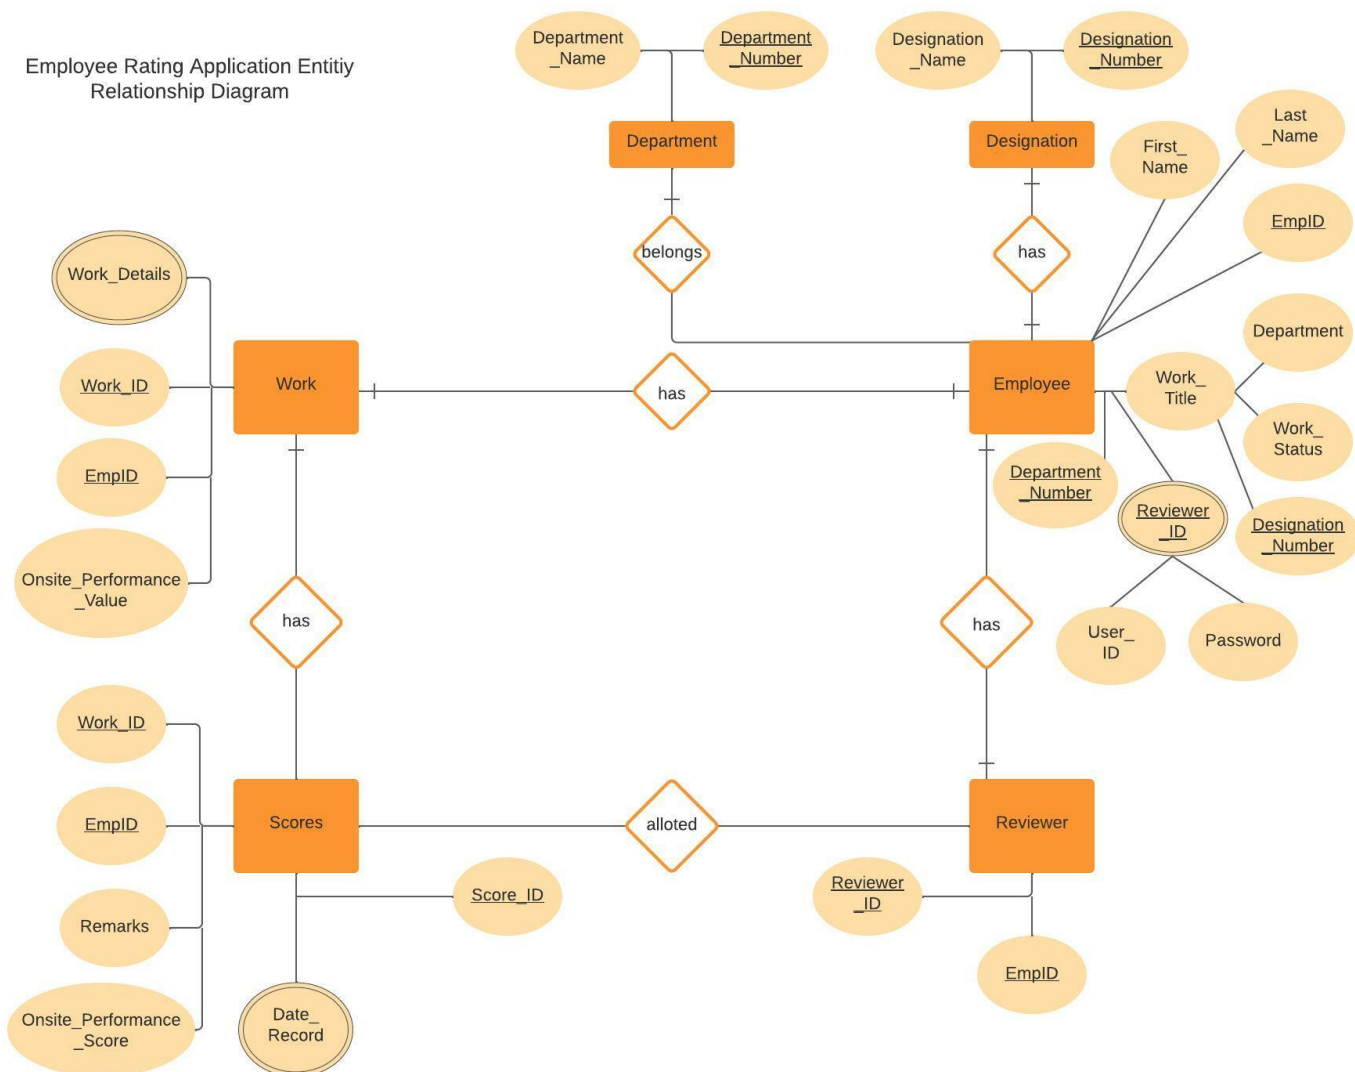 Employee Rating Application Entitiy
Relationship Diagram
Department
_Name
Department
_Number
Designation
_Name
Designation
_Number
Department
Designation
First_
Name
Last
_Name
EmpID
belongs
has
Work_Details
Work_ID
EmpID
Onsite_Performance
_Value
Work
has
Employee
Work_
Title
Department
Work_
Status
Designation
_Number
Department
_Number
Reviewer
_ID
User_
ID
Password
has
has
Work_ID
EmpID
Remarks
Onsite_Performance
_Score
Scores
alloted
Reviewer
Score_ID
Date_
Record
Reviewer
_ID
EmpID